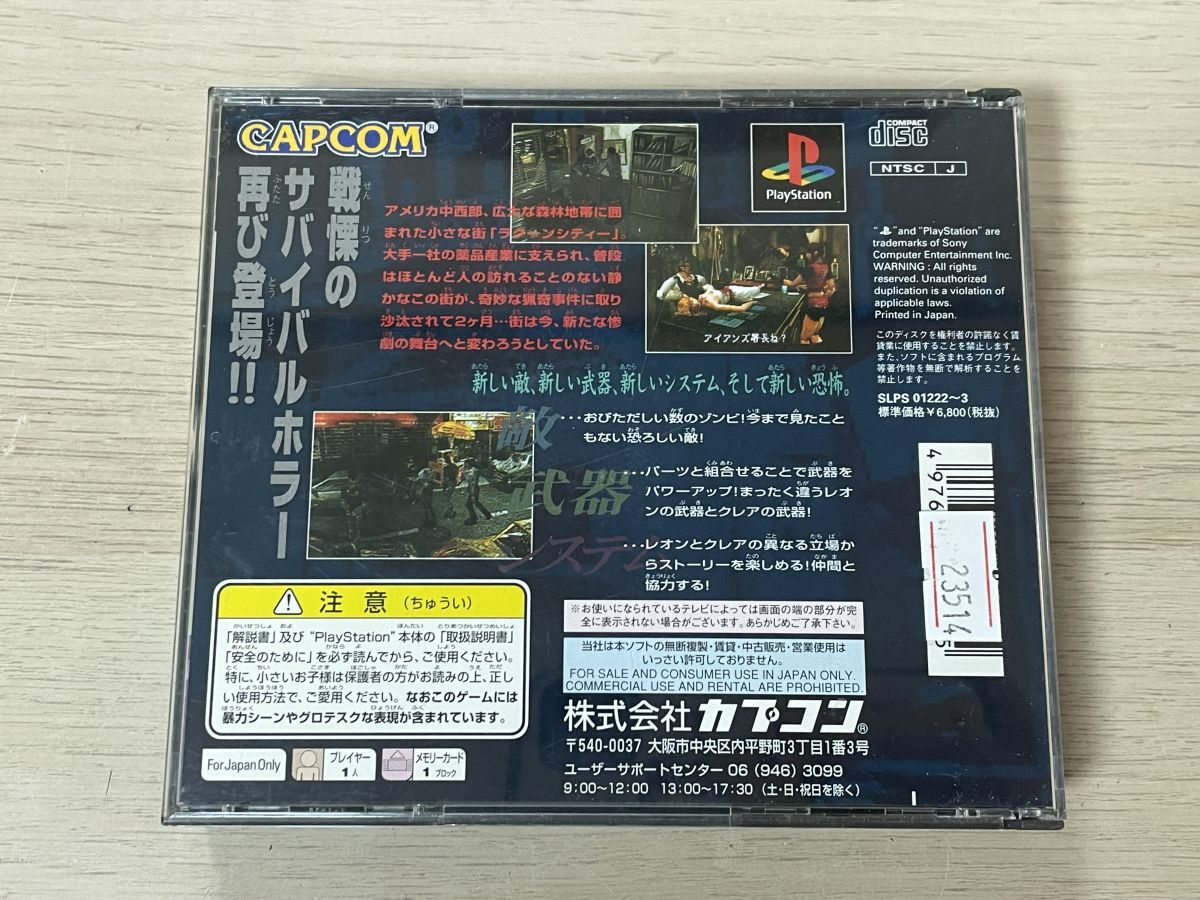 CAPCOM®
戦慄の
サバイバルホラー
再び登場!!
アメリカ中西部、広大な森林地帯に囲
まれた小さな街「ラクーンシティー」。
大手一社の薬品産業に支えられ、普段
はほとんど人の訪れることのない静
かなこの街が、奇妙な猟奇事件に取り
沙汰されて2ヶ月…街は今、新たな惨
劇の舞台へと変わろうとしていた。
PlayStation
COMPACT
disc
NTSC J
"PS" and "PlayStation" are
trademarks of Sony
Computer Entertainment Inc.
WARNING : All rights
reserved. Unauthorized
duplication is a violation of
applicable laws.
Printed in Japan.
このディスクを権利者の許諾なく賃
貸業に使用することを禁止します。
また、ソフトに含まれるプログラム
等著作物を無断で解析することを
禁止します。
SLPS 01222〜3
標準価格¥6,800(税抜)
アイアンズ署長ね?
新しい敵、新しい武器、新しいシステム、そして新しい恐怖。
敵
…おびただしい数のゾンビ!今まで見たこと
もない恐ろしい敵!
武器
…パーツと組合せることで武器を
パワーアップ!まったく違うレオ
ンの武器とクレアの武器!
システム
…レオンとクレアの異なる立場か
らストーリーを楽しめる!仲間と
協力する!
4976
23514
5
注意(ちゅうい)
「解説書」及び "PlayStation" 本体の「取扱説明書」
「安全のために」を必ず読んでから、ご使用ください。
特に、小さいお子様は保護者の方がお読みの上、正し
い使用方法で、ご愛用ください。なおこのゲームには
暴力シーンやグロテスクな表現が含まれています。
※お使いになられているテレビによっては画面の端の部分が完
全に表示されない場合がございます。あらかじめご了承下さい。
当社は本ソフトの無断複製・賃貸・中古販売・営業使用は
いっさい許可しておりません。
FOR SALE AND CONSUMER USE IN JAPAN ONLY.
COMMERCIAL USE AND RENTAL ARE PROHIBITED.
株式会社カプコン®
〒540-0037 大阪市中央区内平野町3丁目1番3号
ユーザーサポートセンター 06 (946) 3099
9:00〜12:00 13:00〜17:30 (土・日・祝日を除く)
For Japan Only
プレイヤー
1人
メモリーカード
1ブロック